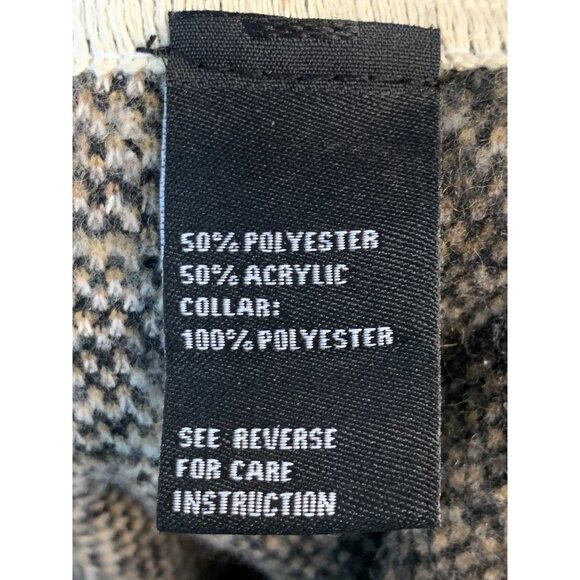 50% POLYESTER
50% ACRYLIC
COLLAR:
100% POLYESTER
SEE REVERSE
FOR CARE
INSTRUCTION